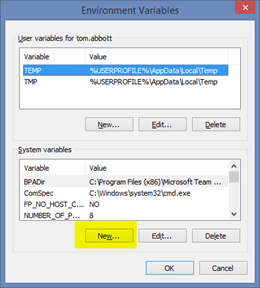 Environment Variables
User variables for tom.abbott
Variable Value
TEMP %USERPROFILE%\AppData\Local\Temp
TMP %USERPROFILE%\AppData\Local\Temp
New... Edit... Delete
System variables
Variable Value
BPADir C:\Program Files (x86)\Microsoft Team ...
ComSpec C:\Windows\system32\cmd.exe
FP_NO_HOST_C... NO
NUMBER_OF_P... 8
New... Edit... Delete
OK Cancel